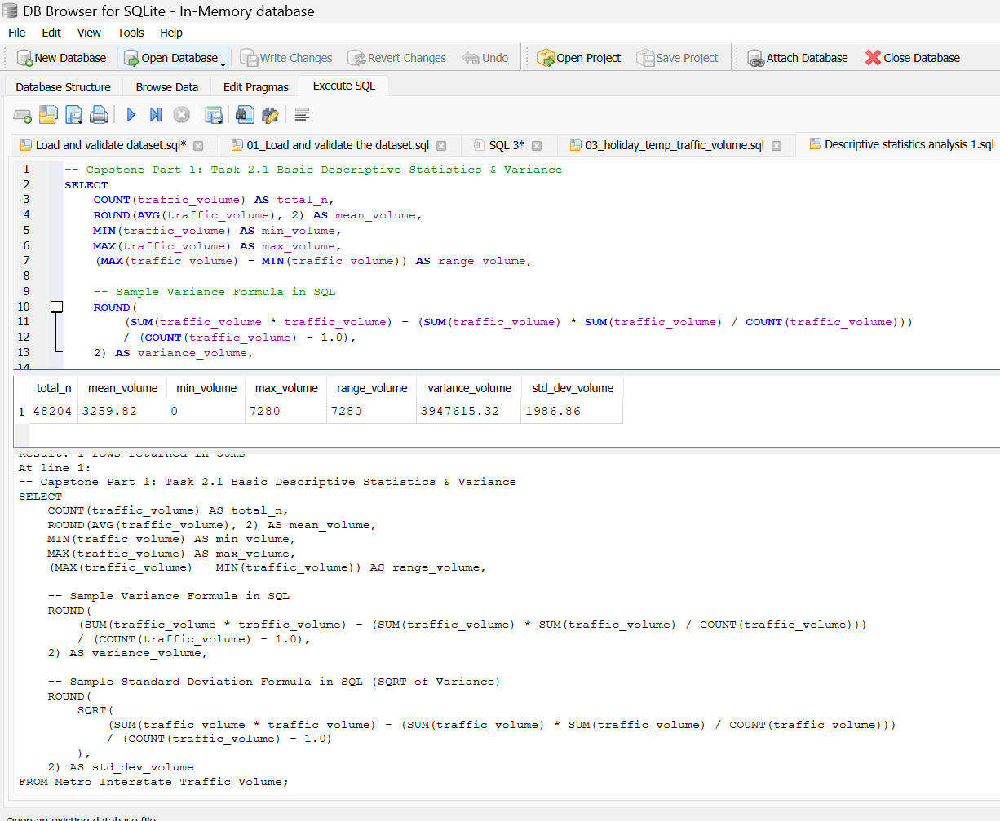 DB Browser for SQLite - In-Memory database
File Edit View Tools Help
New Database Open Database Write Changes Revert Changes Undo Open Project Save Project Attach Database Close Database
Database Structure Browse Data Edit Pragmas Execute SQL
Load and validate dataset.sql* 01_Load and validate the dataset.sql SQL 3* 03_holiday_temp_traffic_volume.sql Descriptive statistics analysis 1.sql
1 -- Capstone Part 1: Task 2.1 Basic Descriptive Statistics & Variance
2 SELECT
3 COUNT(traffic_volume) AS total_n,
4 ROUND(AVG(traffic_volume), 2) AS mean_volume,
5 MIN(traffic_volume) AS min_volume,
6 MAX(traffic_volume) AS max_volume,
7 (MAX(traffic_volume) - MIN(traffic_volume)) AS range_volume,
8
9 -- Sample Variance Formula in SQL
10 ROUND(
11 (SUM(traffic_volume * traffic_volume) - (SUM(traffic_volume) * SUM(traffic_volume) / COUNT(traffic_volume)))
12 / (COUNT(traffic_volume) - 1.0),
13 2) AS variance_volume,
14
total_n mean_volume min_volume max_volume range_volume variance_volume std_dev_volume
1 48204 3259.82 0 7280 7280 3947615.32 1986.86
Result: 1 rows returned in 30ms
At line 1:
-- Capstone Part 1: Task 2.1 Basic Descriptive Statistics & Variance
SELECT
COUNT(traffic_volume) AS total_n,
ROUND(AVG(traffic_volume), 2) AS mean_volume,
MIN(traffic_volume) AS min_volume,
MAX(traffic_volume) AS max_volume,
(MAX(traffic_volume) - MIN(traffic_volume)) AS range_volume,
-- Sample Variance Formula in SQL
ROUND(
(SUM(traffic_volume * traffic_volume) - (SUM(traffic_volume) * SUM(traffic_volume) / COUNT(traffic_volume)))
/ (COUNT(traffic_volume) - 1.0),
2) AS variance_volume,
-- Sample Standard Deviation Formula in SQL (SQRT of Variance)
ROUND(
SQRT(
(SUM(traffic_volume * traffic_volume) - (SUM(traffic_volume) * SUM(traffic_volume) / COUNT(traffic_volume)))
/ (COUNT(traffic_volume) - 1.0)
),
2) AS std_dev_volume
FROM Metro_Interstate_Traffic_Volume;
Open an existing database file